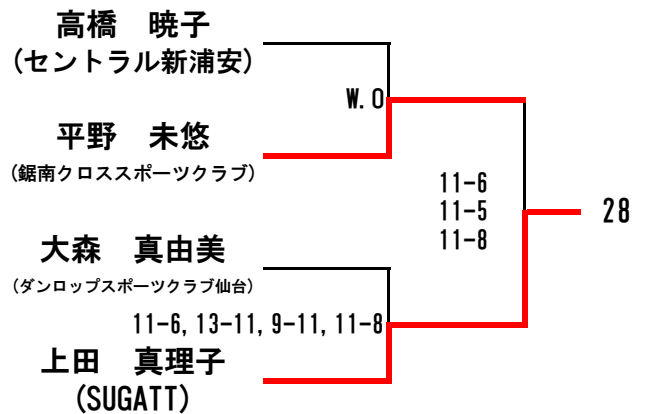 高橋　暁子
(セントラル新浦安)
W.O
平野　未悠
(鋸南クロススポーツクラブ)
11-6
11-5
11-8
28
大森　真由美
(ダンロップスポーツクラブ仙台)
11-6, 13-11, 9-11, 11-8
上田　真理子
(SUGATT)